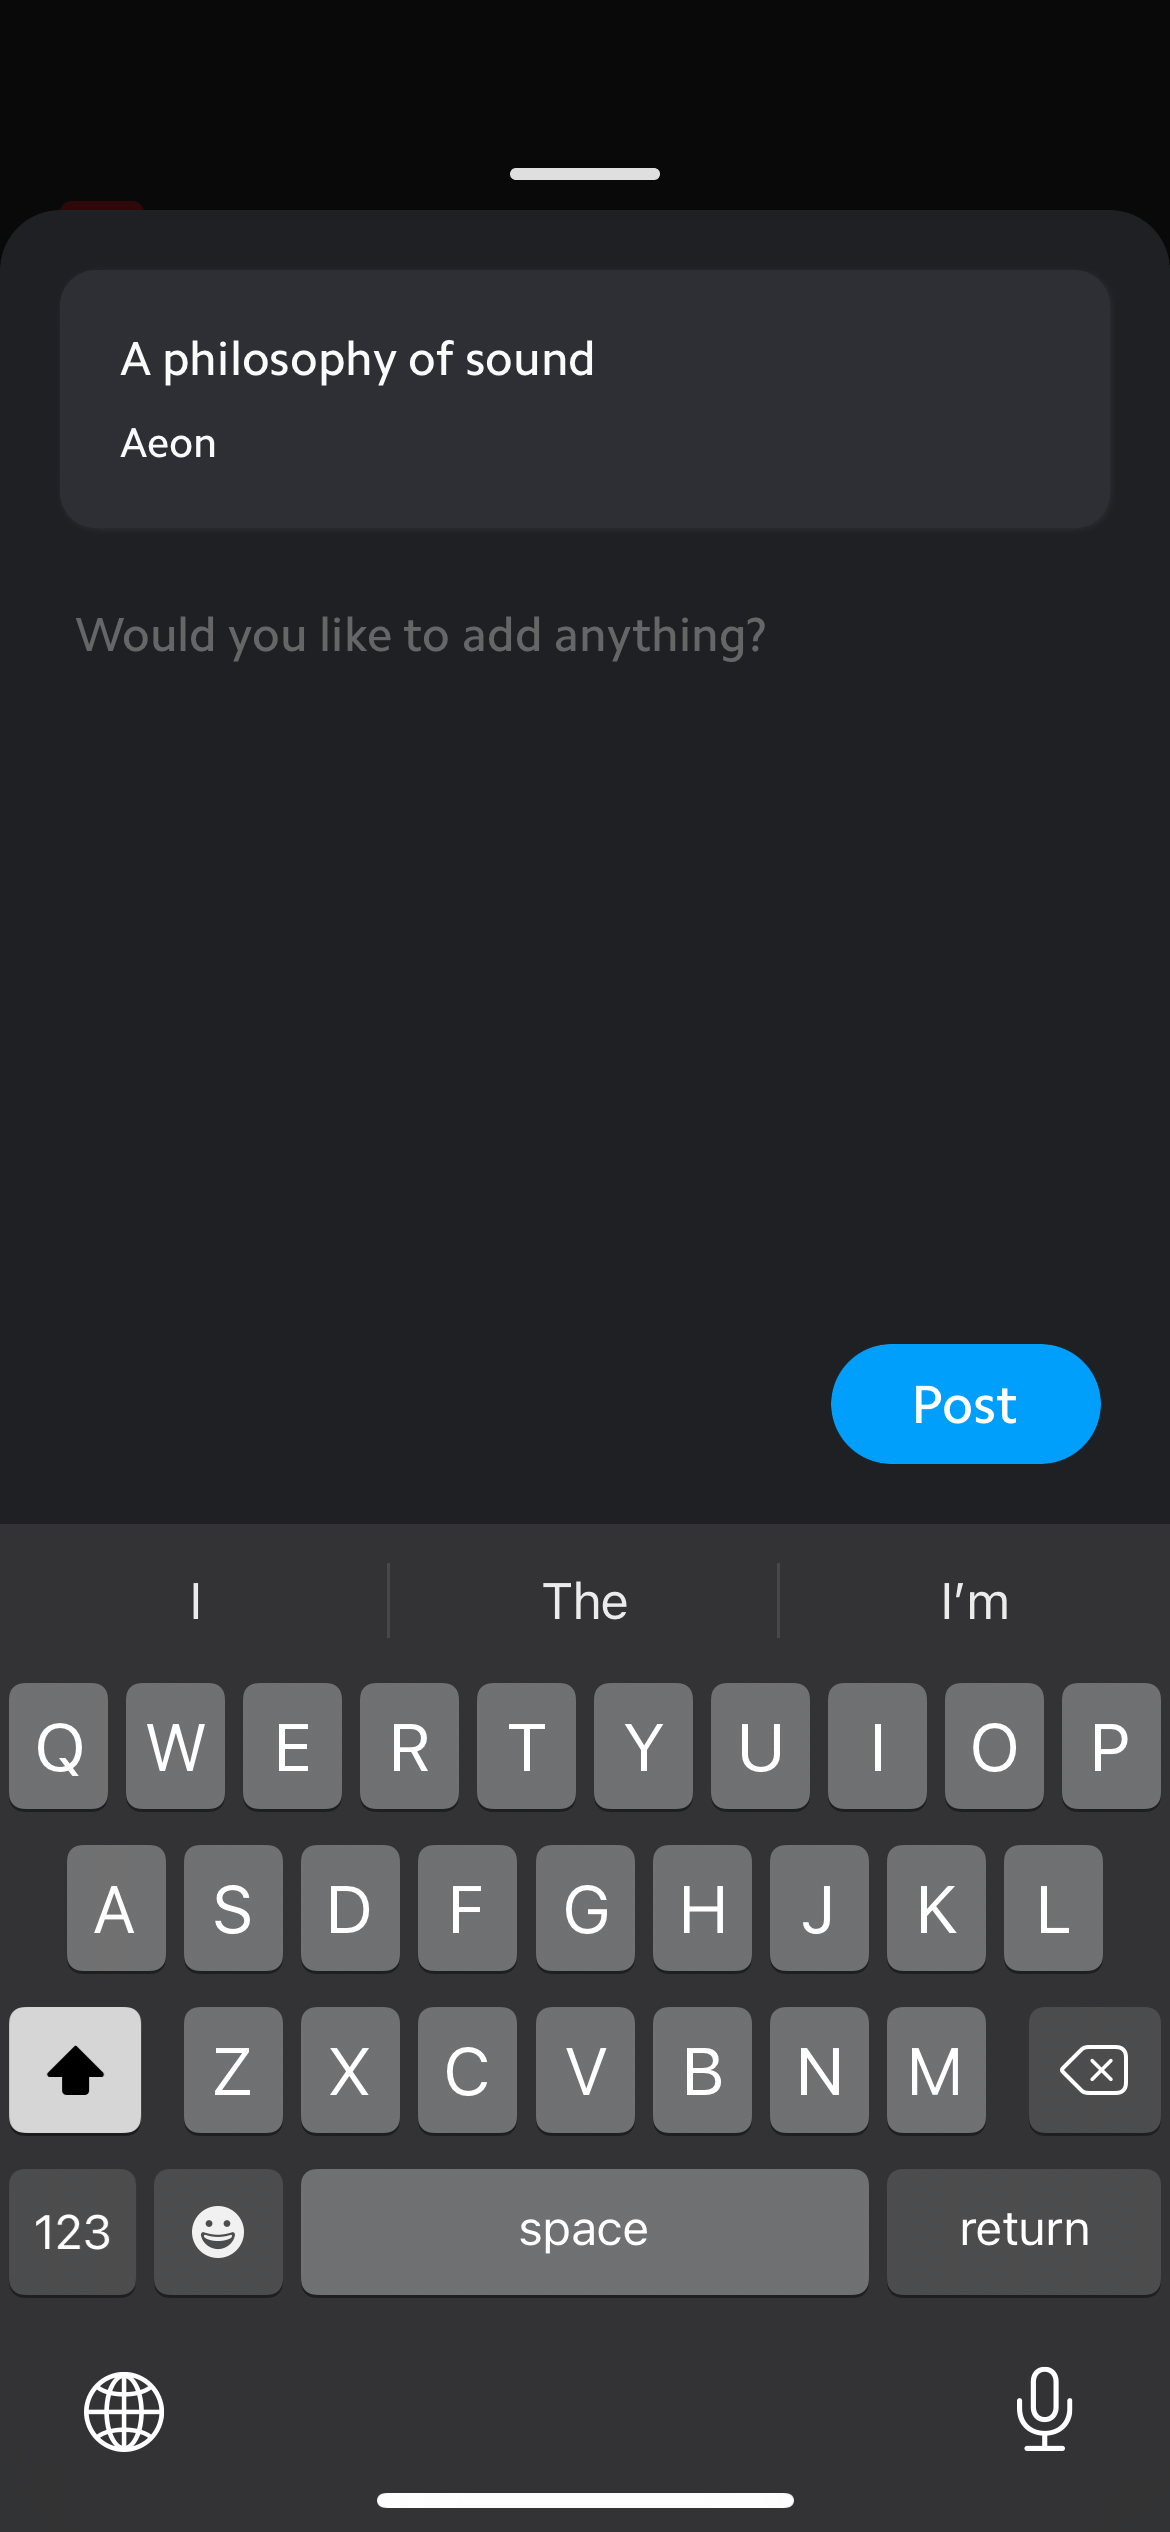 A philosophy of sound
Aeon
Would you like to add anything?
Post
I The I’m
Q W E R T Y U I O P
A S D F G H J K L
Z X C V B N M
123 space return